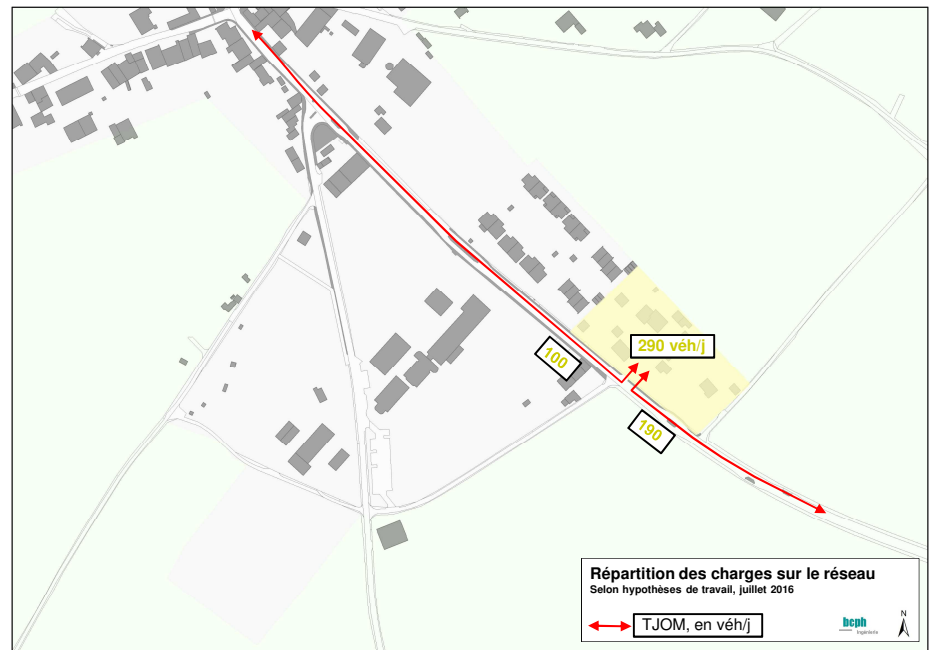 290 véh/j
100
190
Répartition des charges sur le réseau
Selon hypothèses de travail, juillet 2016
TJOM, en véh/j
bcph
Ingénierie
N